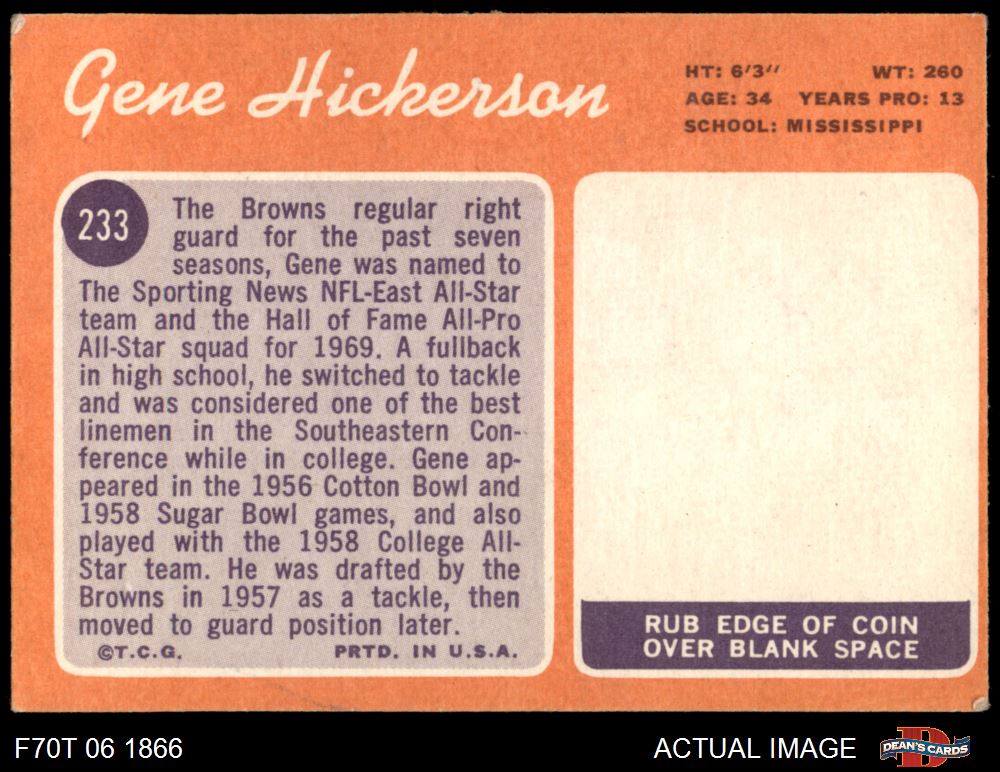 Gene Hickerson
HT: 6'3'' WT: 260
AGE: 34 YEARS PRO: 13
SCHOOL: MISSISSIPPI
233
The Browns regular right
guard for the past seven
seasons, Gene was named to
The Sporting News NFL-East All-Star
team and the Hall of Fame All-Pro
All-Star squad for 1969. A fullback
in high school, he switched to tackle
and was considered one of the best
linemen in the Southeastern Con-
ference while in college. Gene ap-
peared in the 1956 Cotton Bowl and
1958 Sugar Bowl games, and also
played with the 1958 College All-
Star team. He was drafted by the
Browns in 1957 as a tackle, then
moved to guard position later.
©T.C.G. PRTD. IN U.S.A.
RUB EDGE OF COIN
OVER BLANK SPACE
F70T 06 1866
ACTUAL IMAGE
D
DEAN'S CARDS